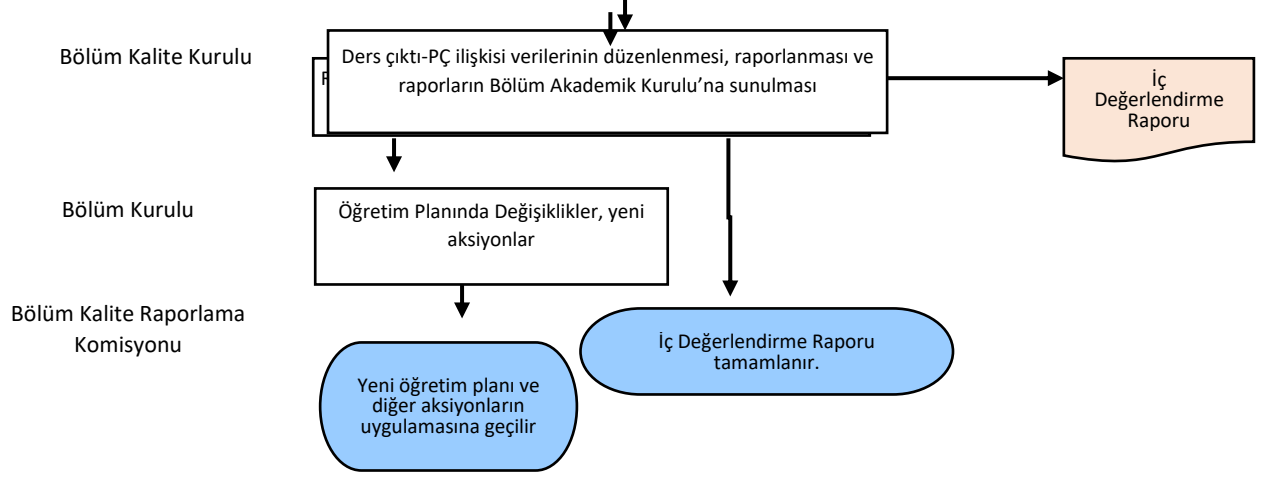 Bölüm Kalite Kurulu
Ders çıktı-PÇ ilişkisi verilerinin düzenlenmesi, raporlanması ve
raporların Bölüm Akademik Kurulu’na sunulması
İç
Değerlendirme
Raporu
Bölüm Kurulu
Öğretim Planında Değişiklikler, yeni
aksiyonlar
Bölüm Kalite Raporlama
Komisyonu
İç Değerlendirme Raporu
tamamlanır.
Yeni öğretim planı ve
diğer aksiyonların
uygulamasına geçilir